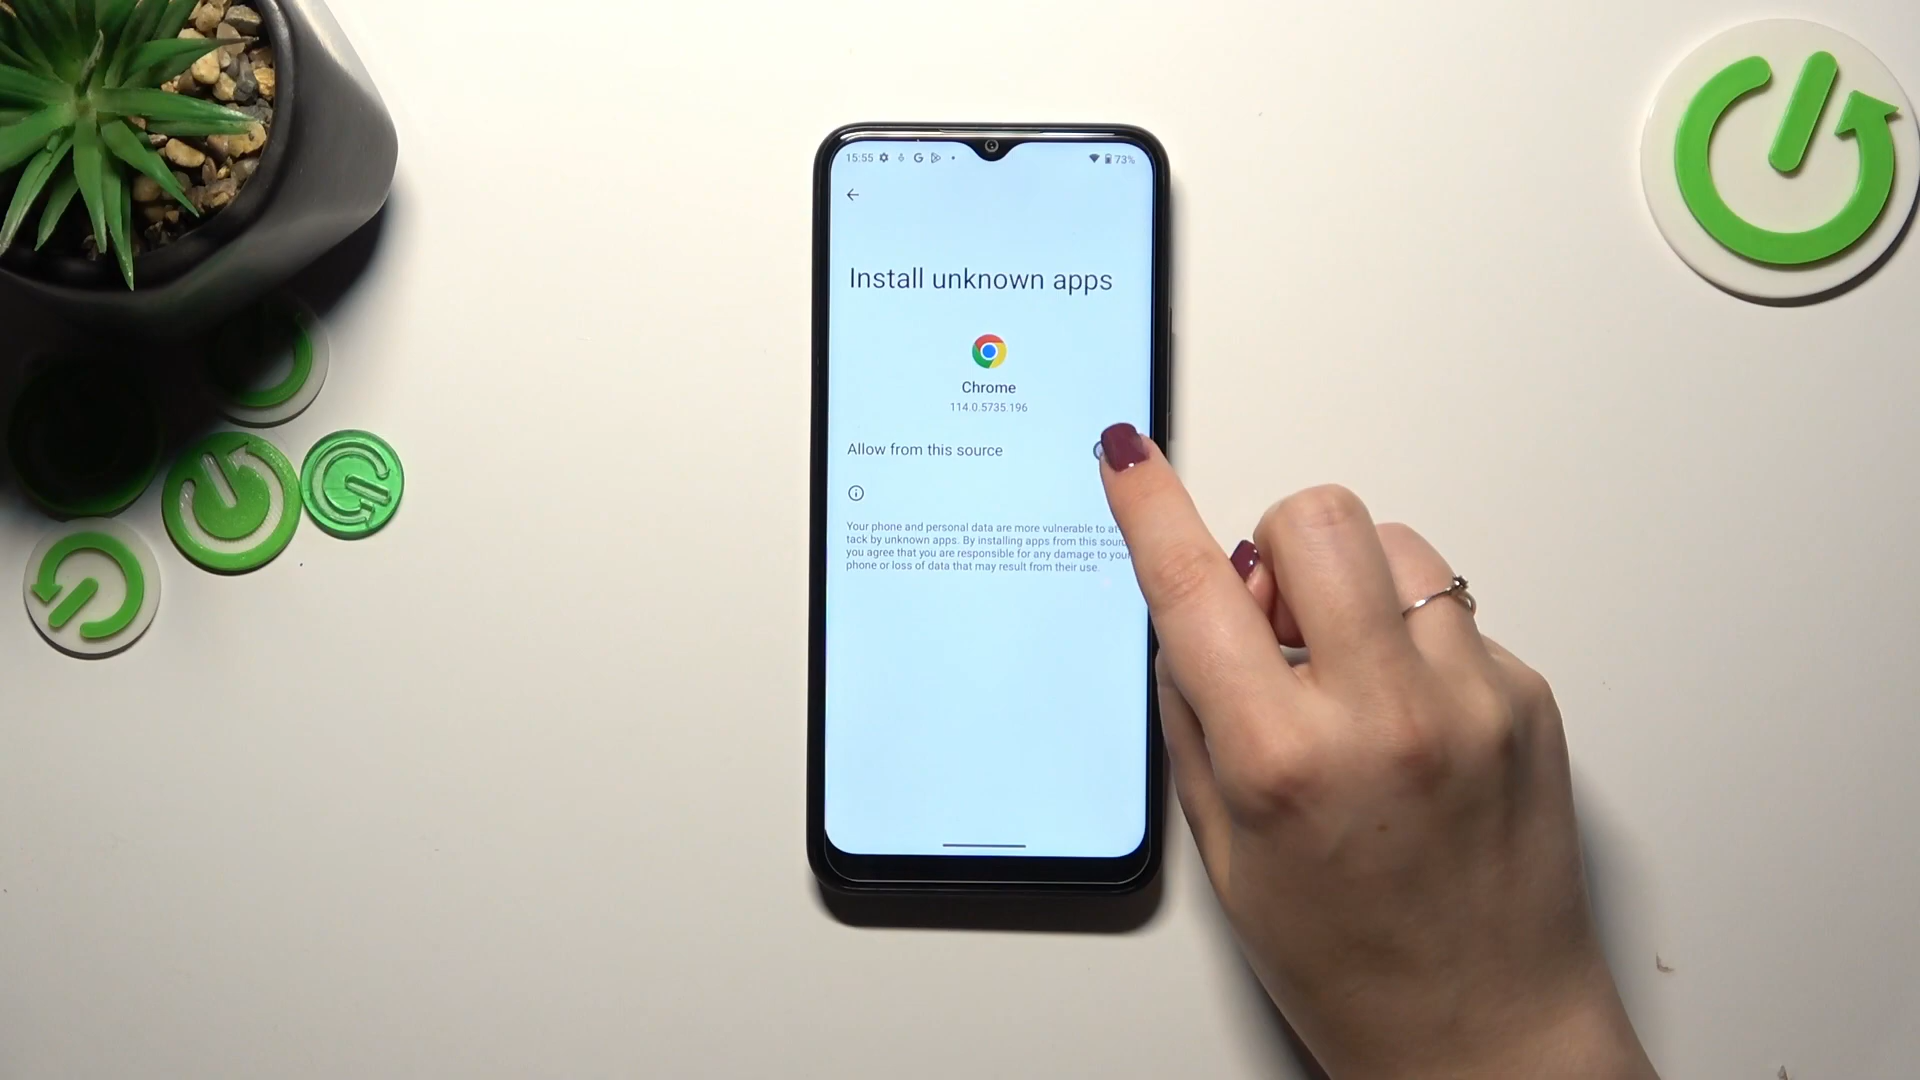 15:55 G 73%
Install unknown apps
Chrome
114.0.5735.196
Allow from this source
Your phone and personal data are more vulnerable to at
tack by unknown apps. By installing apps from this
you agree that you are responsible for any damage to your
phone or loss of data that may result from their use.